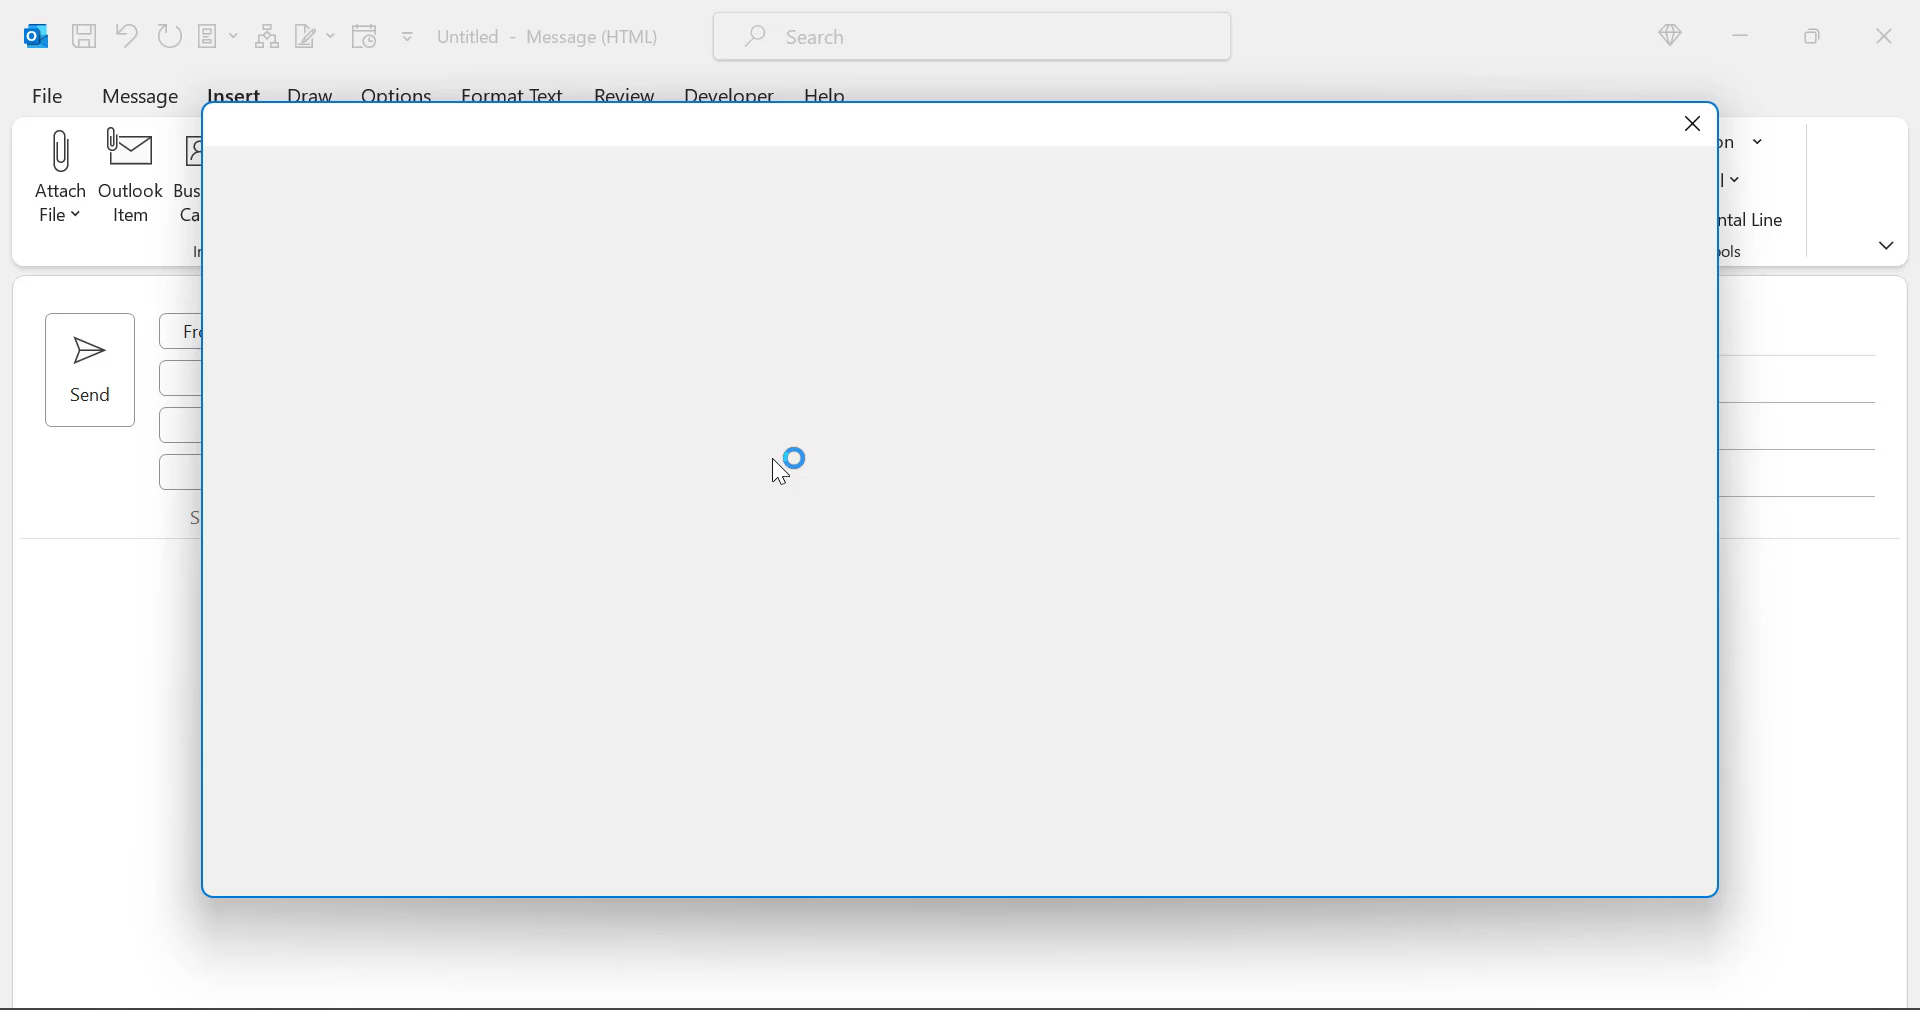 Untitled - Message (HTML)
Search
File Message Insert Draw Options Format Text Review Developer Help
Attach File
Outlook Item
Send